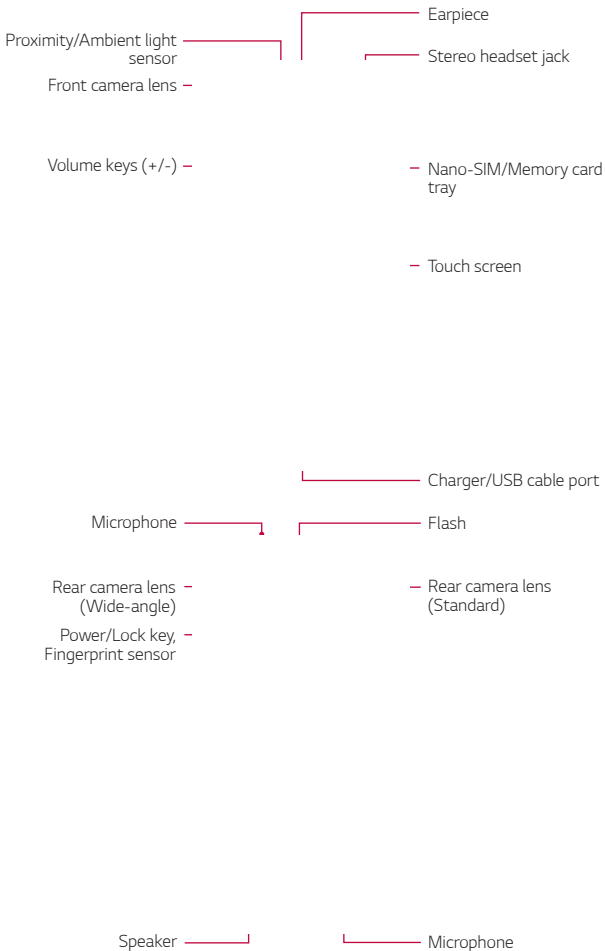 Earpiece
Proximity/Ambient light
sensor
Stereo headset jack
Front camera lens
Volume keys (+/-)
Nano-SIM/Memory card
tray
Touch screen
Charger/USB cable port
Microphone
Flash
Rear camera lens
(Wide-angle)
Rear camera lens
(Standard)
Power/Lock key,
Fingerprint sensor
Speaker
Microphone